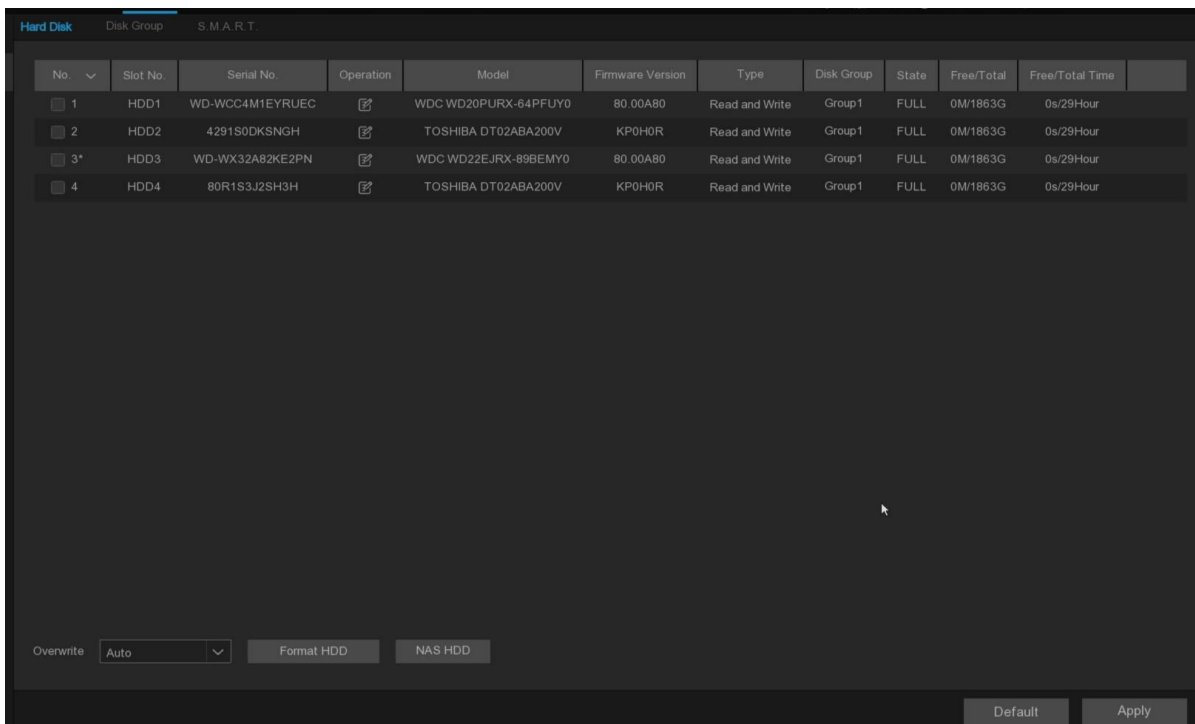 Hard Disk Disk Group S.M.A.R.T.
No. Slot No. Serial No. Operation Model Firmware Version Type Disk Group State Free/Total Free/Total Time
1 HDD1 WD-WCC4M1EYRUEC WDC WD20PURX-64PFUY0 80.00A80 Read and Write Group1 FULL 0M/1863G 0s/29Hour
2 HDD2 4291S0DKSNGH TOSHIBA DT02ABA200V KP0H0R Read and Write Group1 FULL 0M/1863G 0s/29Hour
3* HDD3 WD-WX32A82KE2PN WDC WD22EJRX-89BEMY0 80.00A80 Read and Write Group1 FULL 0M/1863G 0s/29Hour
4 HDD4 80R1S3J2SH3H TOSHIBA DT02ABA200V KP0H0R Read and Write Group1 FULL 0M/1863G 0s/29Hour
Overwrite Auto Format HDD NAS HDD
Default Apply